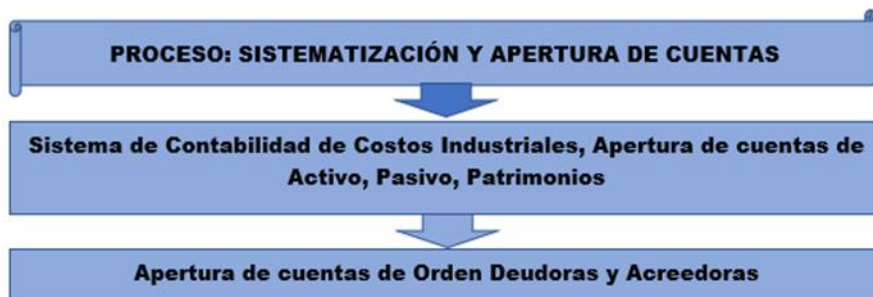 PROCESO: SISTEMATIZACIÓN Y APERTURA DE CUENTAS
Sistema de Contabilidad de Costos Industriales, Apertura de cuentas de
Activo, Pasivo, Patrimonios
Apertura de cuentas de Orden Deudoras y Acreedoras